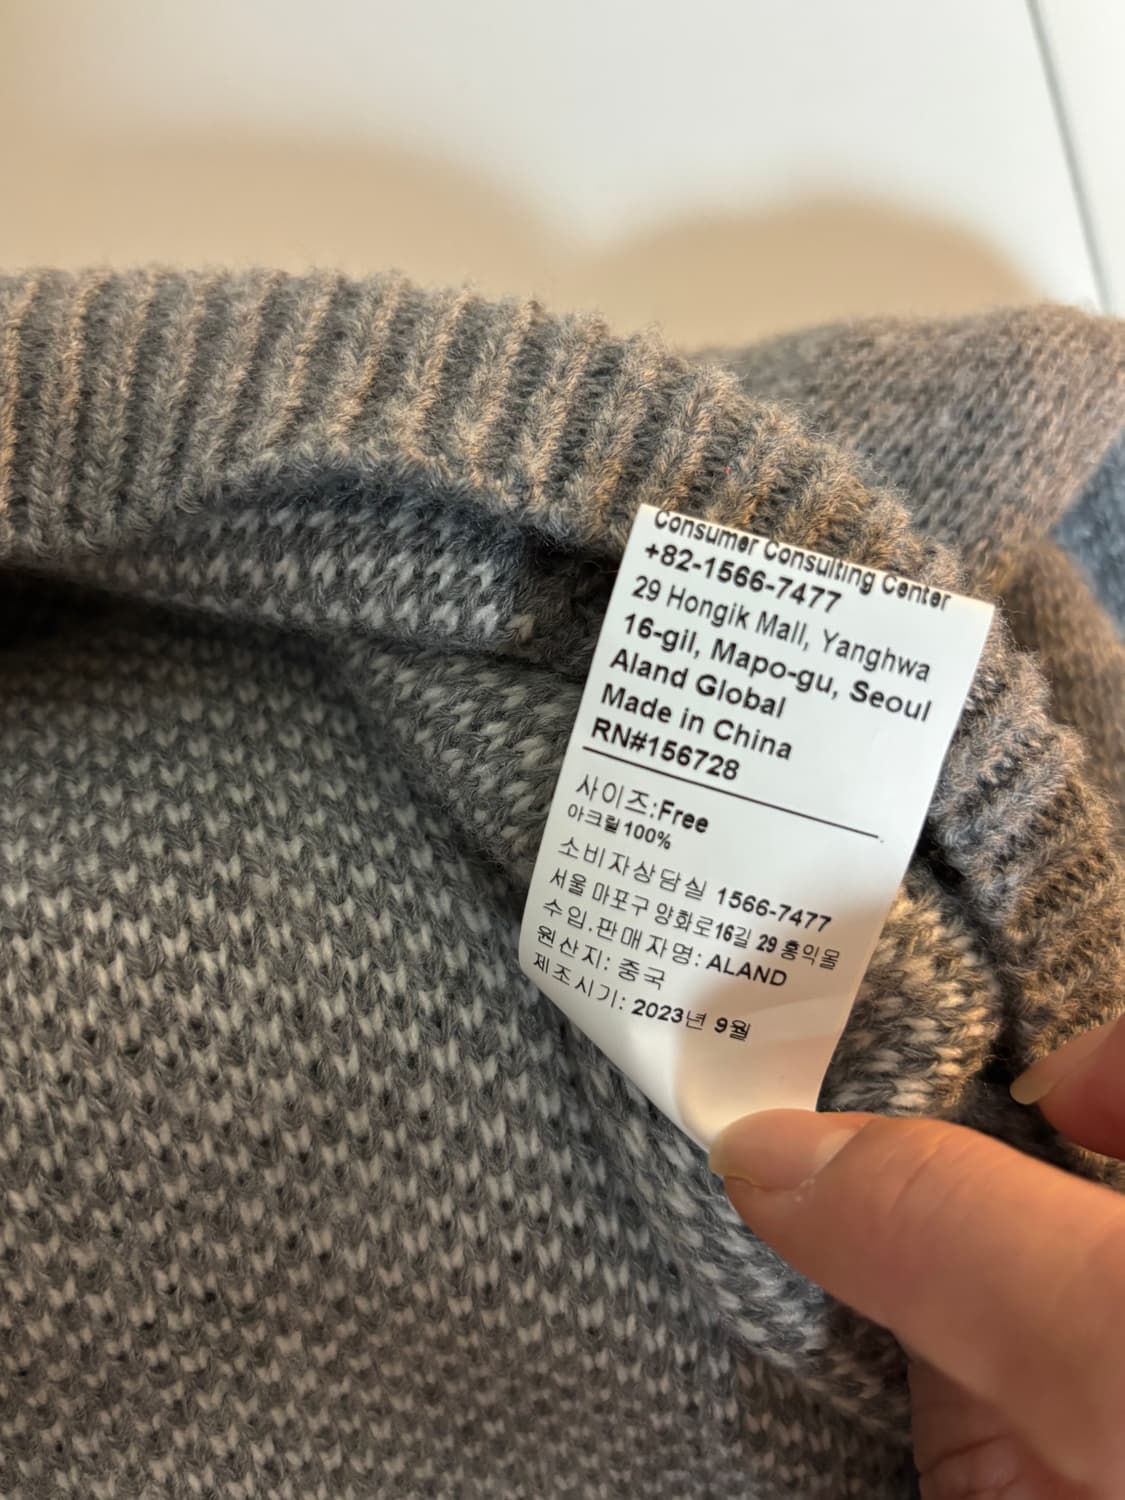 Consumer Consulting Center
+82-1566-7477
29 Hongik Mall, Yanghwa
16-gil, Mapo-gu, Seoul
Aland Global
Made in China
RN#156728
사이즈:Free
아크릴100%
소비자상담실 1566-7477
서울 마포구 양화로16길 29 홍익몰
수입.판매자명: ALAND
원산지: 중국
제조시기: 2023년 9월